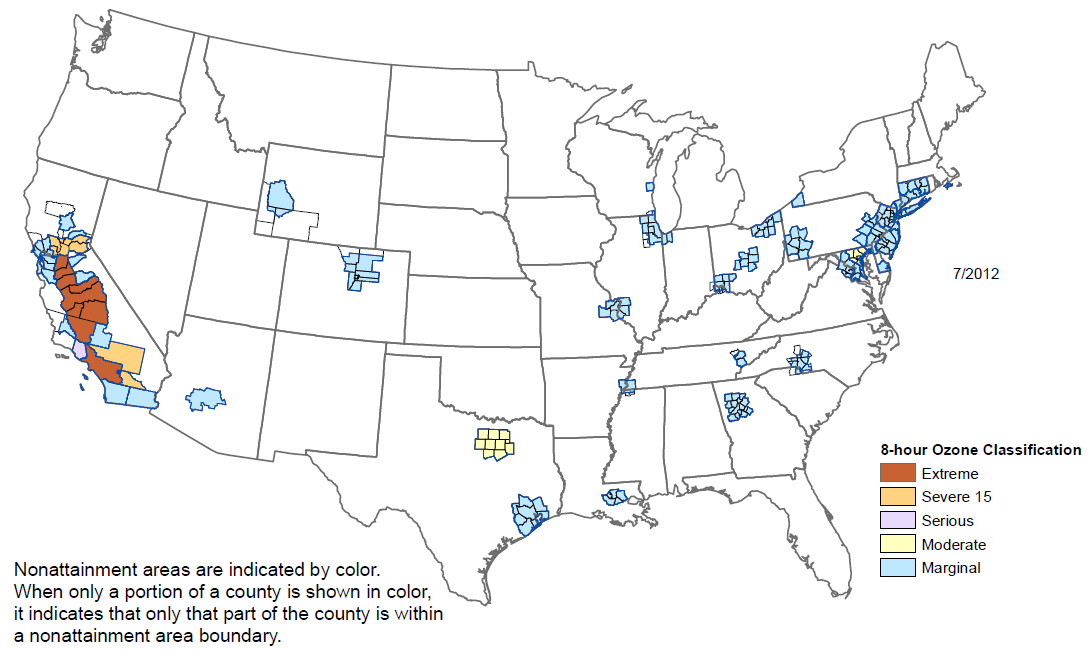 7/2012
8-hour Ozone Classification
Extreme
Severe 15
Serious
Moderate
Marginal
Nonattainment areas are indicated by color.
When only a portion of a county is shown in color,
it indicates that only that part of the county is within
a nonattainment area boundary.